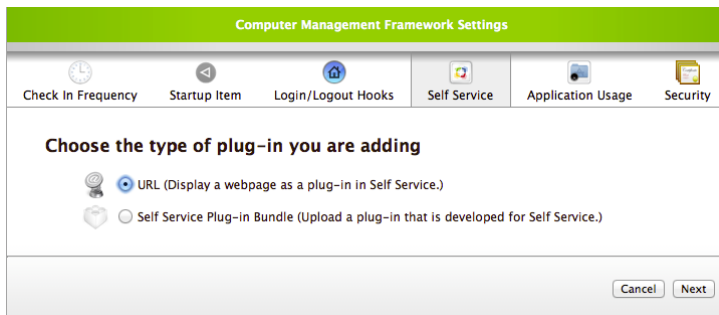 Computer Management Framework Settings
Check In Frequency Startup Item Login/Logout Hooks Self Service Application Usage Security
Choose the type of plug-in you are adding
URL (Display a webpage as a plug-in in Self Service.)
Self Service Plug-in Bundle (Upload a plug-in that is developed for Self Service.)
Cancel Next